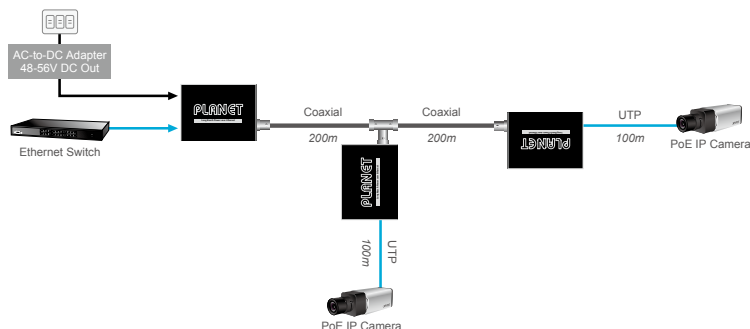 AC-to-DC Adapter
48-56V DC Out
Ethernet Switch
PLANET
Coaxial
200m
Coaxial
200m
PLANET
UTP
100m
PoE IP Camera
PLANET
UTP
100m
PoE IP Camera